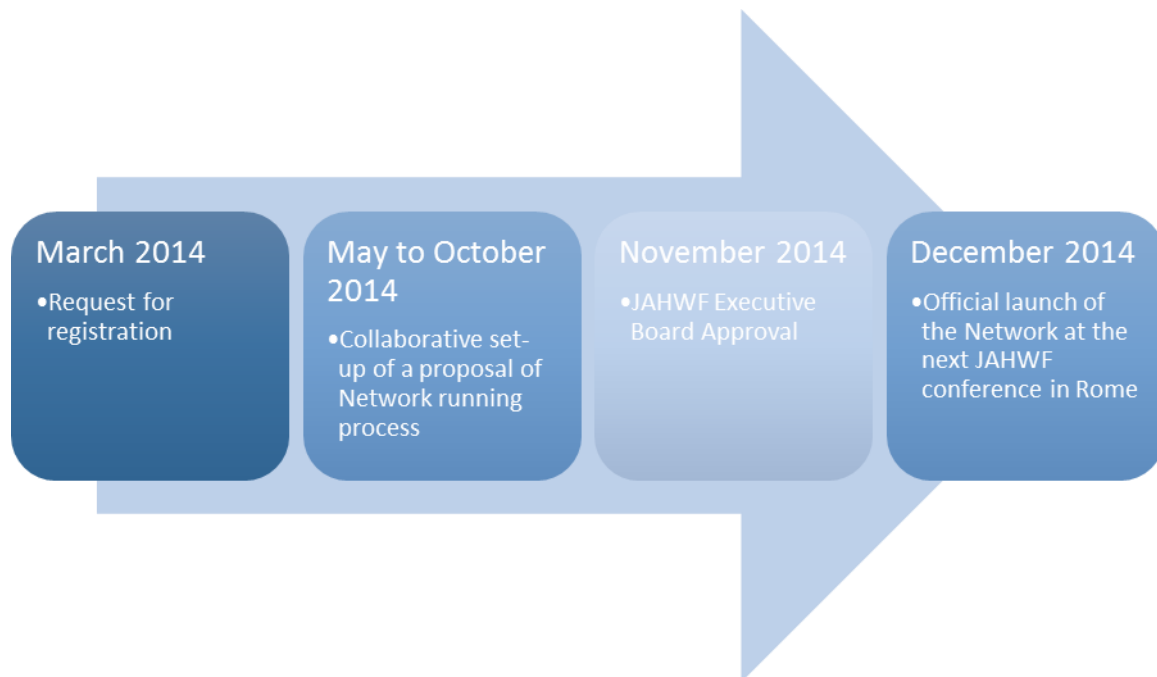 March 2014
•Request for
registration
May to October
2014
•Collaborative set-
up of a proposal of
Network running
process
November 2014
•JAHWF Executive
Board Approval
December 2014
•Official launch of
the Network at the
next JAHWF
conference in Rome